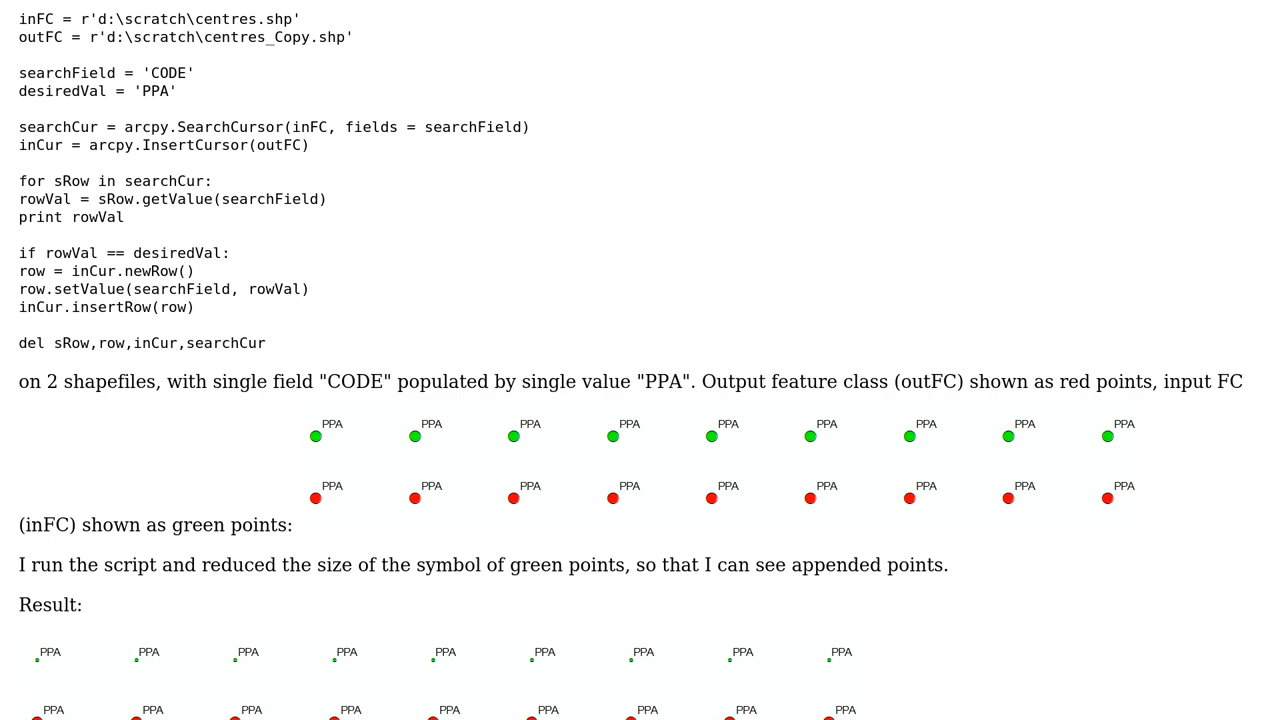 inFC = r'd:\scratch\centres.shp'
outFC = r'd:\scratch\centres_Copy.shp'
searchField = 'CODE'
desiredVal = 'PPA'
searchCur = arcpy.SearchCursor(inFC, fields = searchField)
inCur = arcpy.InsertCursor(outFC)
for sRow in searchCur:
rowVal = sRow.getValue(searchField)
print rowVal
if rowVal == desiredVal:
row = inCur.newRow()
row.setValue(searchField, rowVal)
inCur.insertRow(row)
del sRow,row,inCur,searchCur
on 2 shapefiles, with single field "CODE" populated by single value "PPA". Output feature class (outFC) shown as red points, input FC
PPA PPA PPA PPA PPA PPA PPA PPA PPA
PPA PPA PPA PPA PPA PPA PPA PPA PPA
(inFC) shown as green points:
I run the script and reduced the size of the symbol of green points, so that I can see appended points.
Result:
PPA PPA PPA PPA PPA PPA PPA PPA PPA
PPA PPA PPA PPA PPA PPA PPA PPA PPA